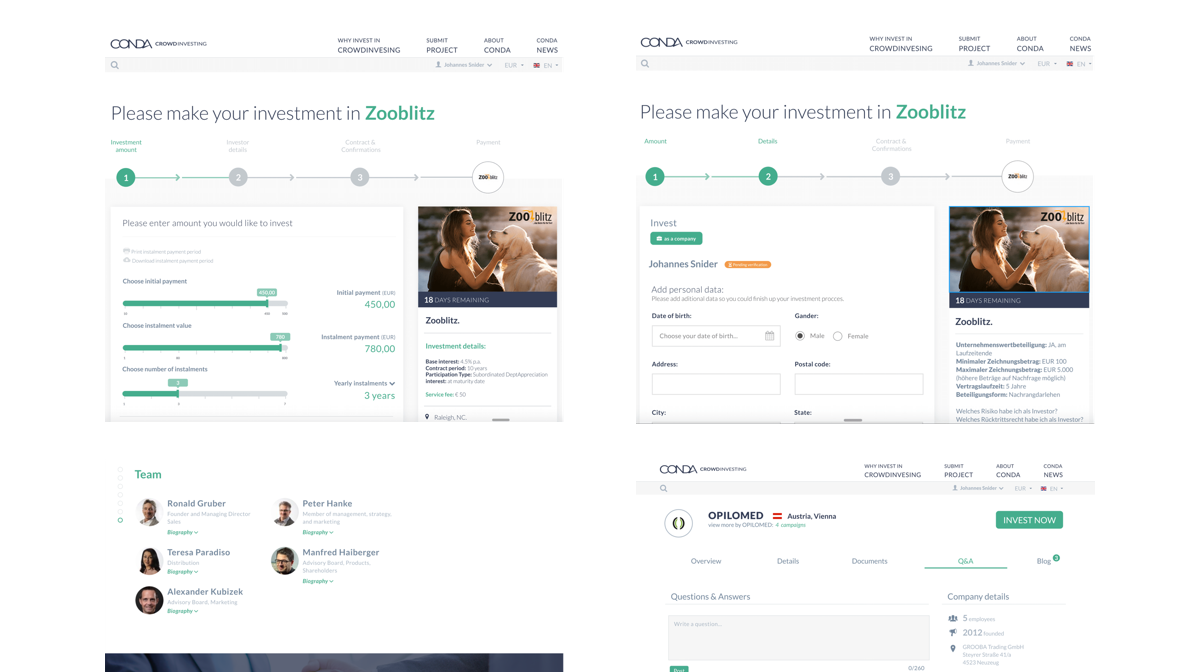 CONDA CROWDINVESTING
WHY INVEST IN
CROWDINVESING
SUBMIT
PROJECT
ABOUT
CONDA
CONDA
NEWS
Johannes Snider
EUR
EN
Please make your investment in Zooblitz
Investment
amount
Investor
details
Contract &
Confirmations
Payment
1
2
3
ZOOblitz
Please enter amount you would like to invest
Print instalment payment period
Download instalment payment period
Choose initial payment
450,00
Initial payment (EUR)
450,00
Choose instalment value
780
Instalment payment (EUR)
780,00
Choose number of instalments
3
Yearly instalments
3 years
ZOOblitz
18 DAYS REMAINING
Zooblitz.
Investment details:
Base interest: 4.5% p.a.
Contract period: 10 years
Participation Type: Subordinated DeptAppreciation
interest: at maturity date
Service fee: € 50
Raleigh, NC.
CONDA CROWDINVESTING
WHY INVEST IN
CROWDINVESING
SUBMIT
PROJECT
ABOUT
CONDA
CONDA
NEWS
Johannes Snider
EUR
EN
Please make your investment in Zooblitz
Amount
Details
Contract &
Confirmations
Payment
1
2
3
ZOOblitz
Invest
as a company
Johannes Snider
Pending verification
Add personal data:
Please add aditional data so you could finish up your investment procces.
Date of birth:
Gander:
Choose your date of birth...
Male
Female
Address:
Postal code:
City:
State:
ZOOblitz
18 DAYS REMAINING
Zooblitz.
Unternehmenswertbeteiligung: JA, am
Laufzeitende
Minimaler Zeichnungsbetrag: EUR 100
Maximaler Zeichnungsbetrag: EUR 5.000
(höhere Beträge auf Nachfrage möglich)
Vertragslaufzeit: 5 Jahre
Beteiligungsform: Nachrangdarlehen
Welches Risiko habe ich als Investor?
Welches Rücktrittsrecht habe ich als Investor?
Team
Ronald Gruber
Founder and Managing Director
Sales
Biography
Peter Hanke
Member of management, strategy,
and marketing
Biography
Teresa Paradiso
Distribution
Biography
Manfred Haiberger
Advisory Board, Products,
Shareholders
Biography
Alexander Kubizek
Advisory Board, Marketing
Biography
CONDA CROWDINVESTING
WHY INVEST IN
CROWDINVESING
SUBMIT
PROJECT
ABOUT
CONDA
CONDA
NEWS
Johannes Snider
EUR
EN
OPILOMED
Austria, Vienna
view more by OPILOMED: 4 campaigns
INVEST NOW
Overview
Details
Documents
Q&A
Blog
3
Questions & Answers
Write a question...
Post
0/260
Company details
5 employees
2012 founded
GROOBA Trading GmbH
Steyrer Straße 41/a
4523 Neuzeug